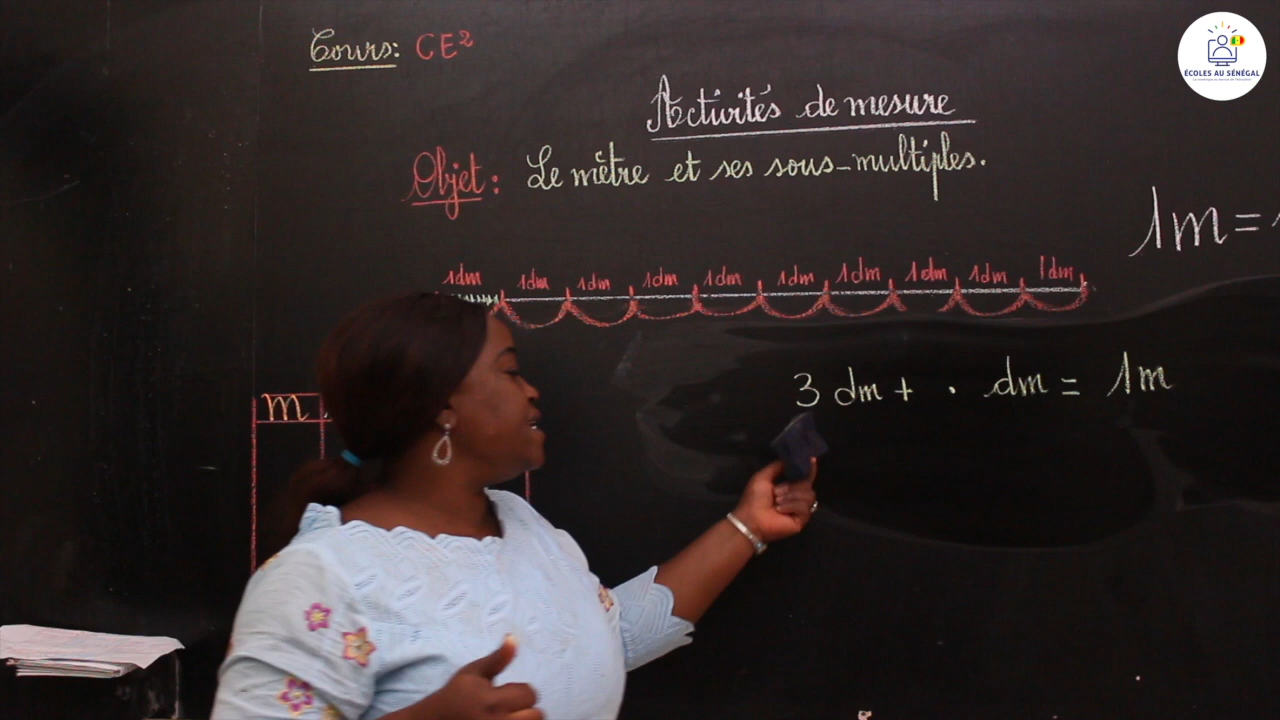 Cours: CE2
ÉCOLES AU SÉNÉGAL
Activités de mesure
Objet: Le mètre et ses sous-multiples.
1m =
1dm 1dm 1dm 1dm 1dm 1dm 1dm 1dm 1dm 1dm
3 dm + . dm = 1m
m